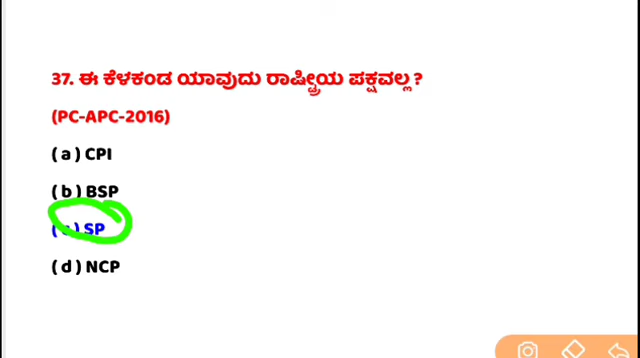 37. ಈ ಕೆಳಕಂಡ ಯಾವುದು ರಾಷ್ಟ್ರೀಯ ಪಕ್ಷವಲ್ಲ?
(PC-APC-2016)
( a ) CPI
( b ) BSP
( c ) SP
( d ) NCP